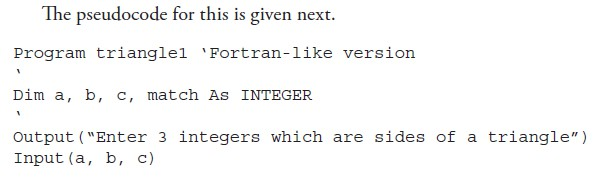 The pseudocode for this is given next.
Program triangle1 ‘Fortran-like version
‘
Dim a, b, c, match As INTEGER
‘
Output(“Enter 3 integers which are sides of a triangle”)
Input(a, b, c)